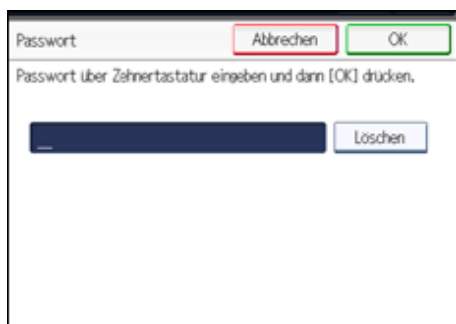 Passwort Abbrechen OK
Passwort über Zehnertastatur eingeben und dann [OK] drücken.
Löschen